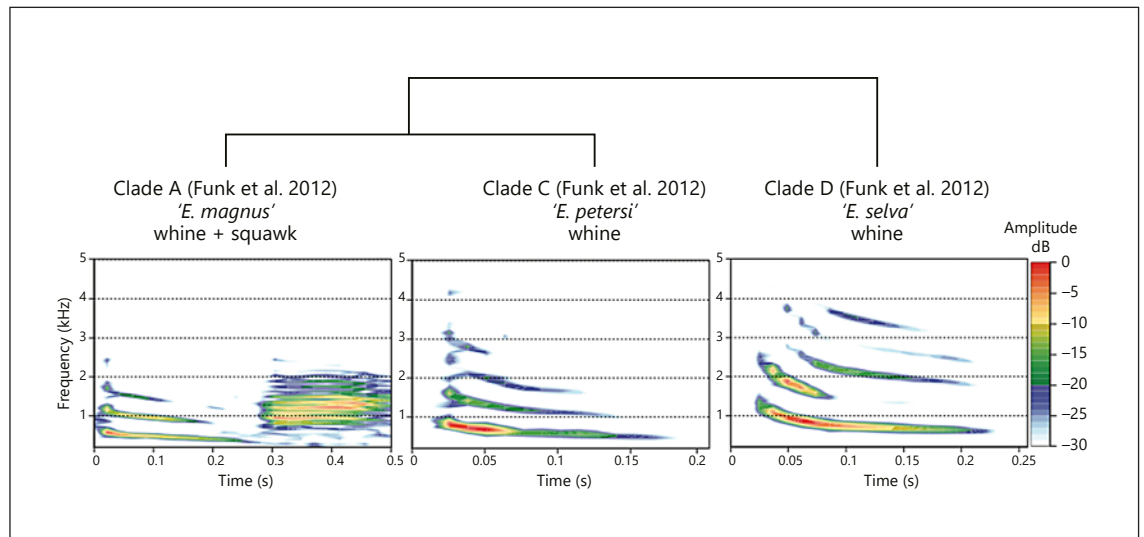 Clade A (Funk et al. 2012)
'E. magnus'
whine + squawk
Clade C (Funk et al. 2012)
'E. petersi'
whine
Clade D (Funk et al. 2012)
'E. selva'
whine
Amplitude
dB
0
–5
–10
–15
–20
–25
–30
Frequency (kHz)
5
4
3
2
1
0
0.1
0.2
0.3
0.4
0.5
Time (s)
5
4
3
2
1
0
0.05
0.1
0.15
0.2
Time (s)
5
4
3
2
1
0
0.05
0.1
0.15
0.2
0.25
Time (s)